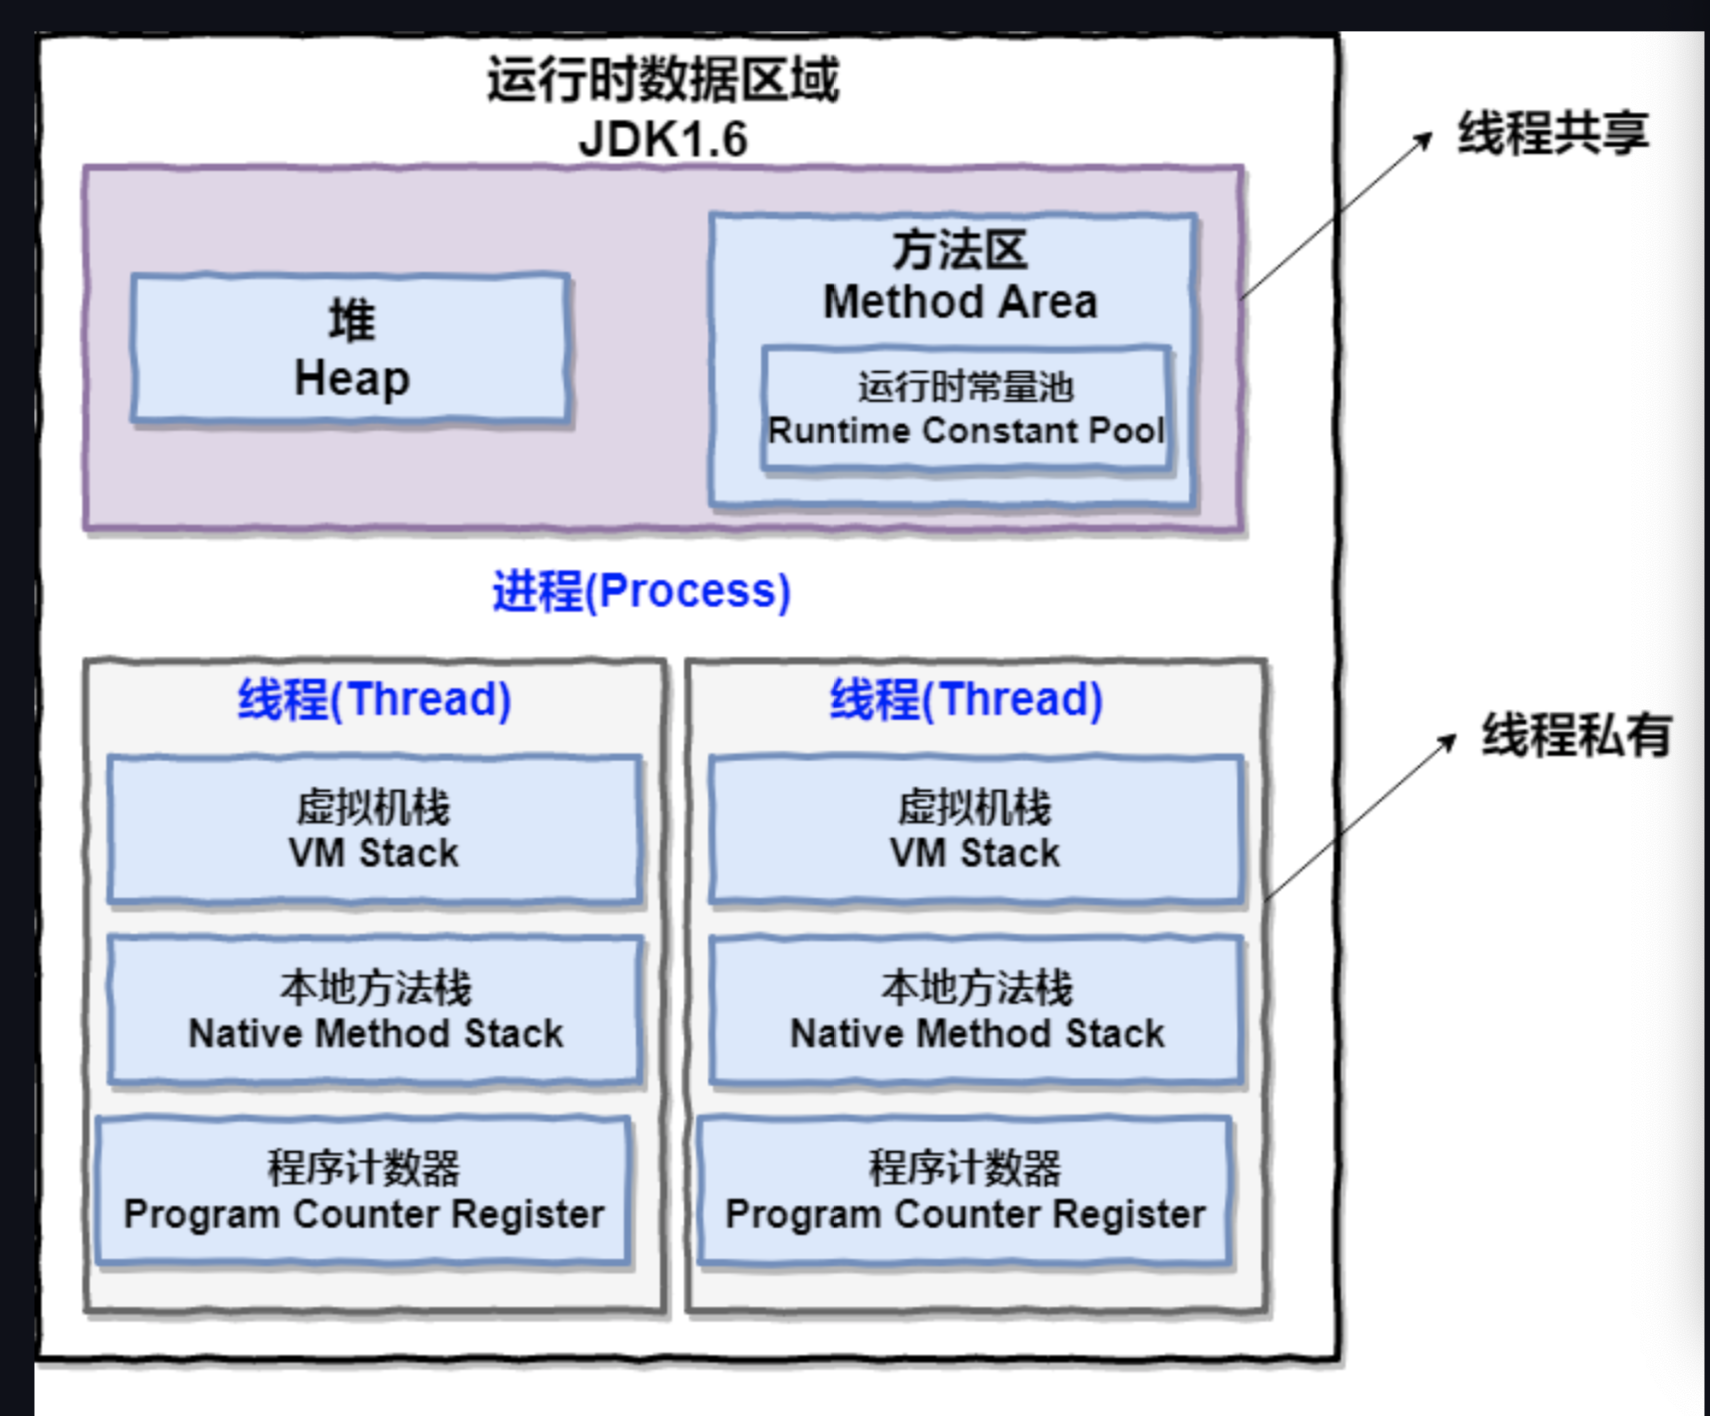 运行时数据区域
JDK1.6
线程共享
堆
Heap
方法区
Method Area
运行时常量池
Runtime Constant Pool
进程(Process)
线程(Thread)
虚拟机栈
VM Stack
本地方法栈
Native Method Stack
程序计数器
Program Counter Register
线程(Thread)
虚拟机栈
VM Stack
本地方法栈
Native Method Stack
程序计数器
Program Counter Register
线程私有